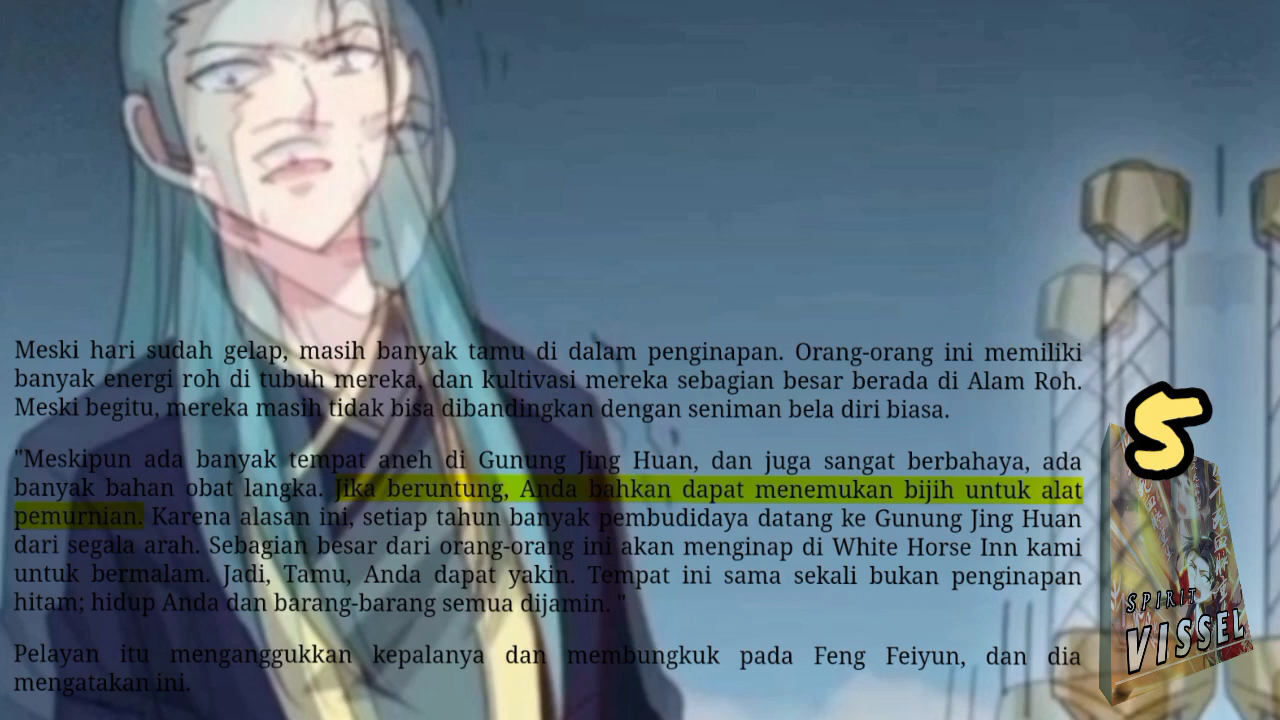 Meski hari sudah gelap, masih banyak tamu di dalam penginapan. Orang-orang ini memiliki
banyak energi roh di tubuh mereka, dan kultivasi mereka sebagian besar berada di Alam Roh.
Meski begitu, mereka masih tidak bisa dibandingkan dengan seniman bela diri biasa.
"Meskipun ada banyak tempat aneh di Gunung Jing Huan, dan juga sangat berbahaya, ada
banyak bahan obat langka. Jika beruntung, Anda bahkan dapat menemukan bijih untuk alat
pemurnian. Karena alasan ini, setiap tahun banyak pembudidaya datang ke Gunung Jing Huan
dari segala arah. Sebagian besar dari orang-orang ini akan menginap di White Horse Inn kami
untuk bermalam. Jadi, Tamu, Anda dapat yakin. Tempat ini sama sekali bukan penginapan
hitam; hidup Anda dan barang-barang semua dijamin. "
Pelayan itu menganggukkan kepalanya dan membungkuk pada Feng Feiyun, dan dia
mengatakan ini.
5
SPIRIT
VISSEL